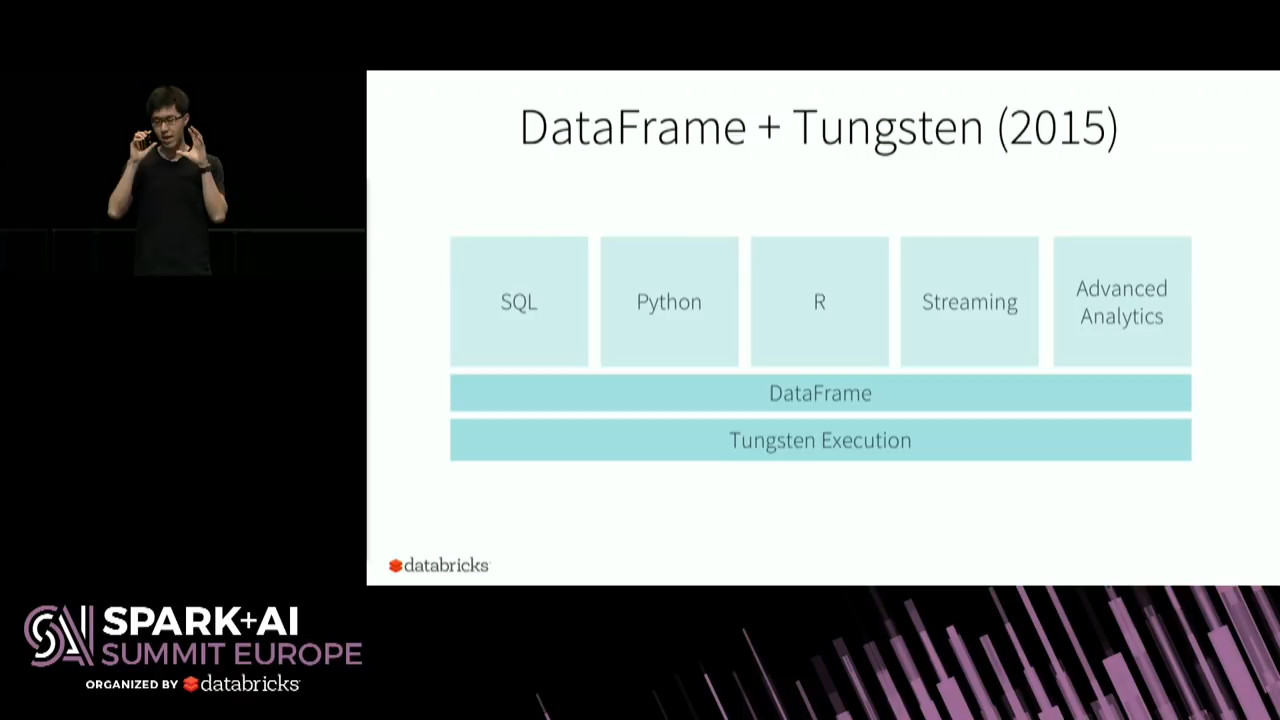 DataFrame + Tungsten (2015)
SQL
Python
R
Streaming
Advanced
Analytics
DataFrame
Tungsten Execution
databricks
SPARK+AI
SUMMIT EUROPE
ORGANIZED BY databricks